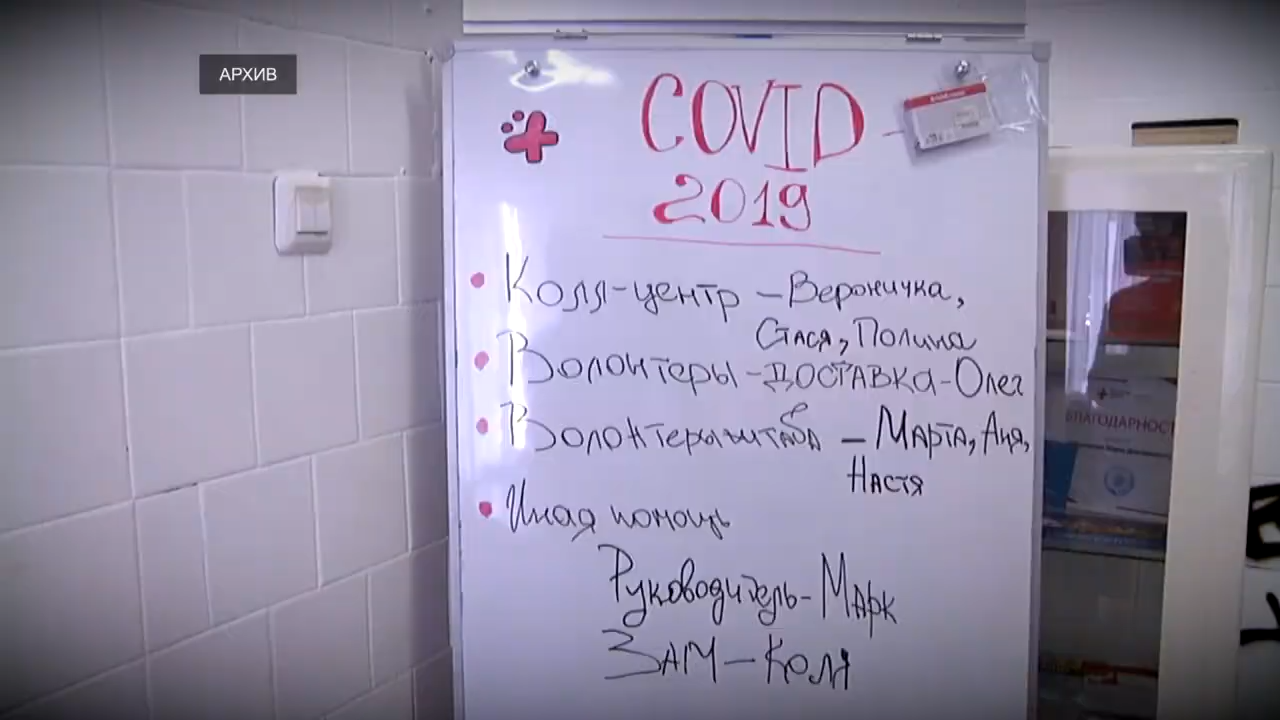 АРХИВ
COVID
2019
• Колл-центр – Вероничка,
Стася, Полина
• Волонтеры – ДОСТАВКА – Олег
• Волонтеры штаба – Марта, Аня,
Настя
• Иная помощь
Руководитель – Марк
ЗАМ – Коля
БЛАГОДАРНОСТ